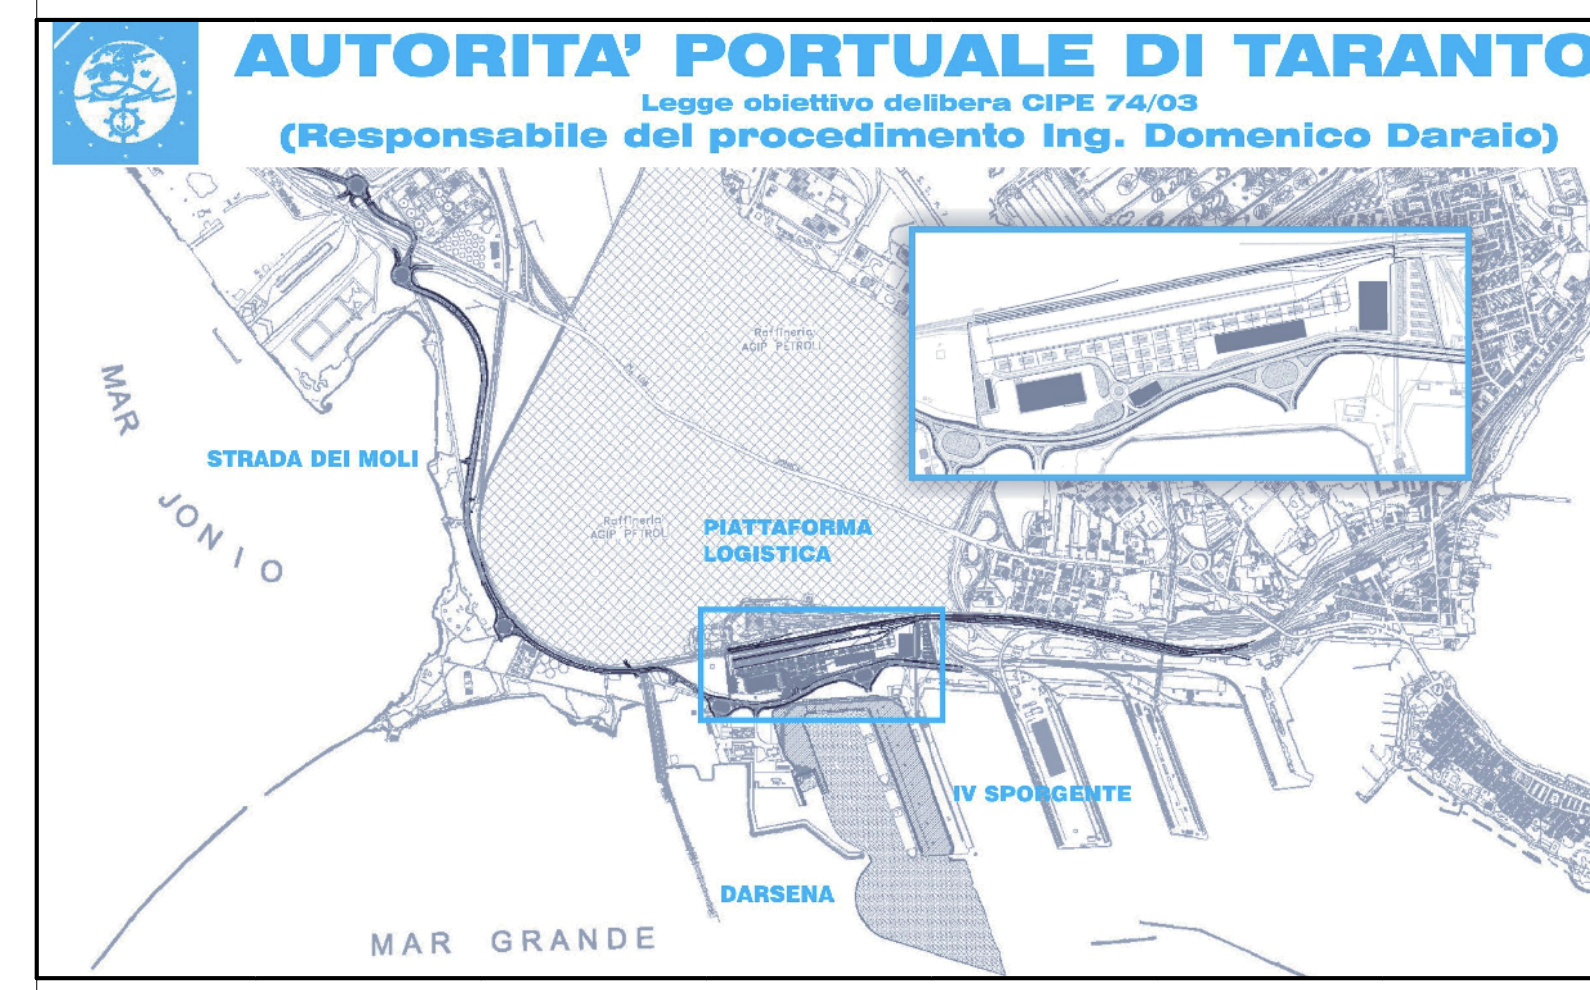 AUTORITA' PORTUALE DI TARANTO
Legge obiettivo delibera CIPE 74/03
(Responsabile del procedimento Ing. Domenico Daraio)
Raffineria
AGIP PETROLI
MAR
JONIO
STRADA DEI MOLI
Raffineria
AGIP PETROLI
PIATTAFORMA
LOGISTICA
IV SPORGENTE
DARSENA
MAR GRANDE